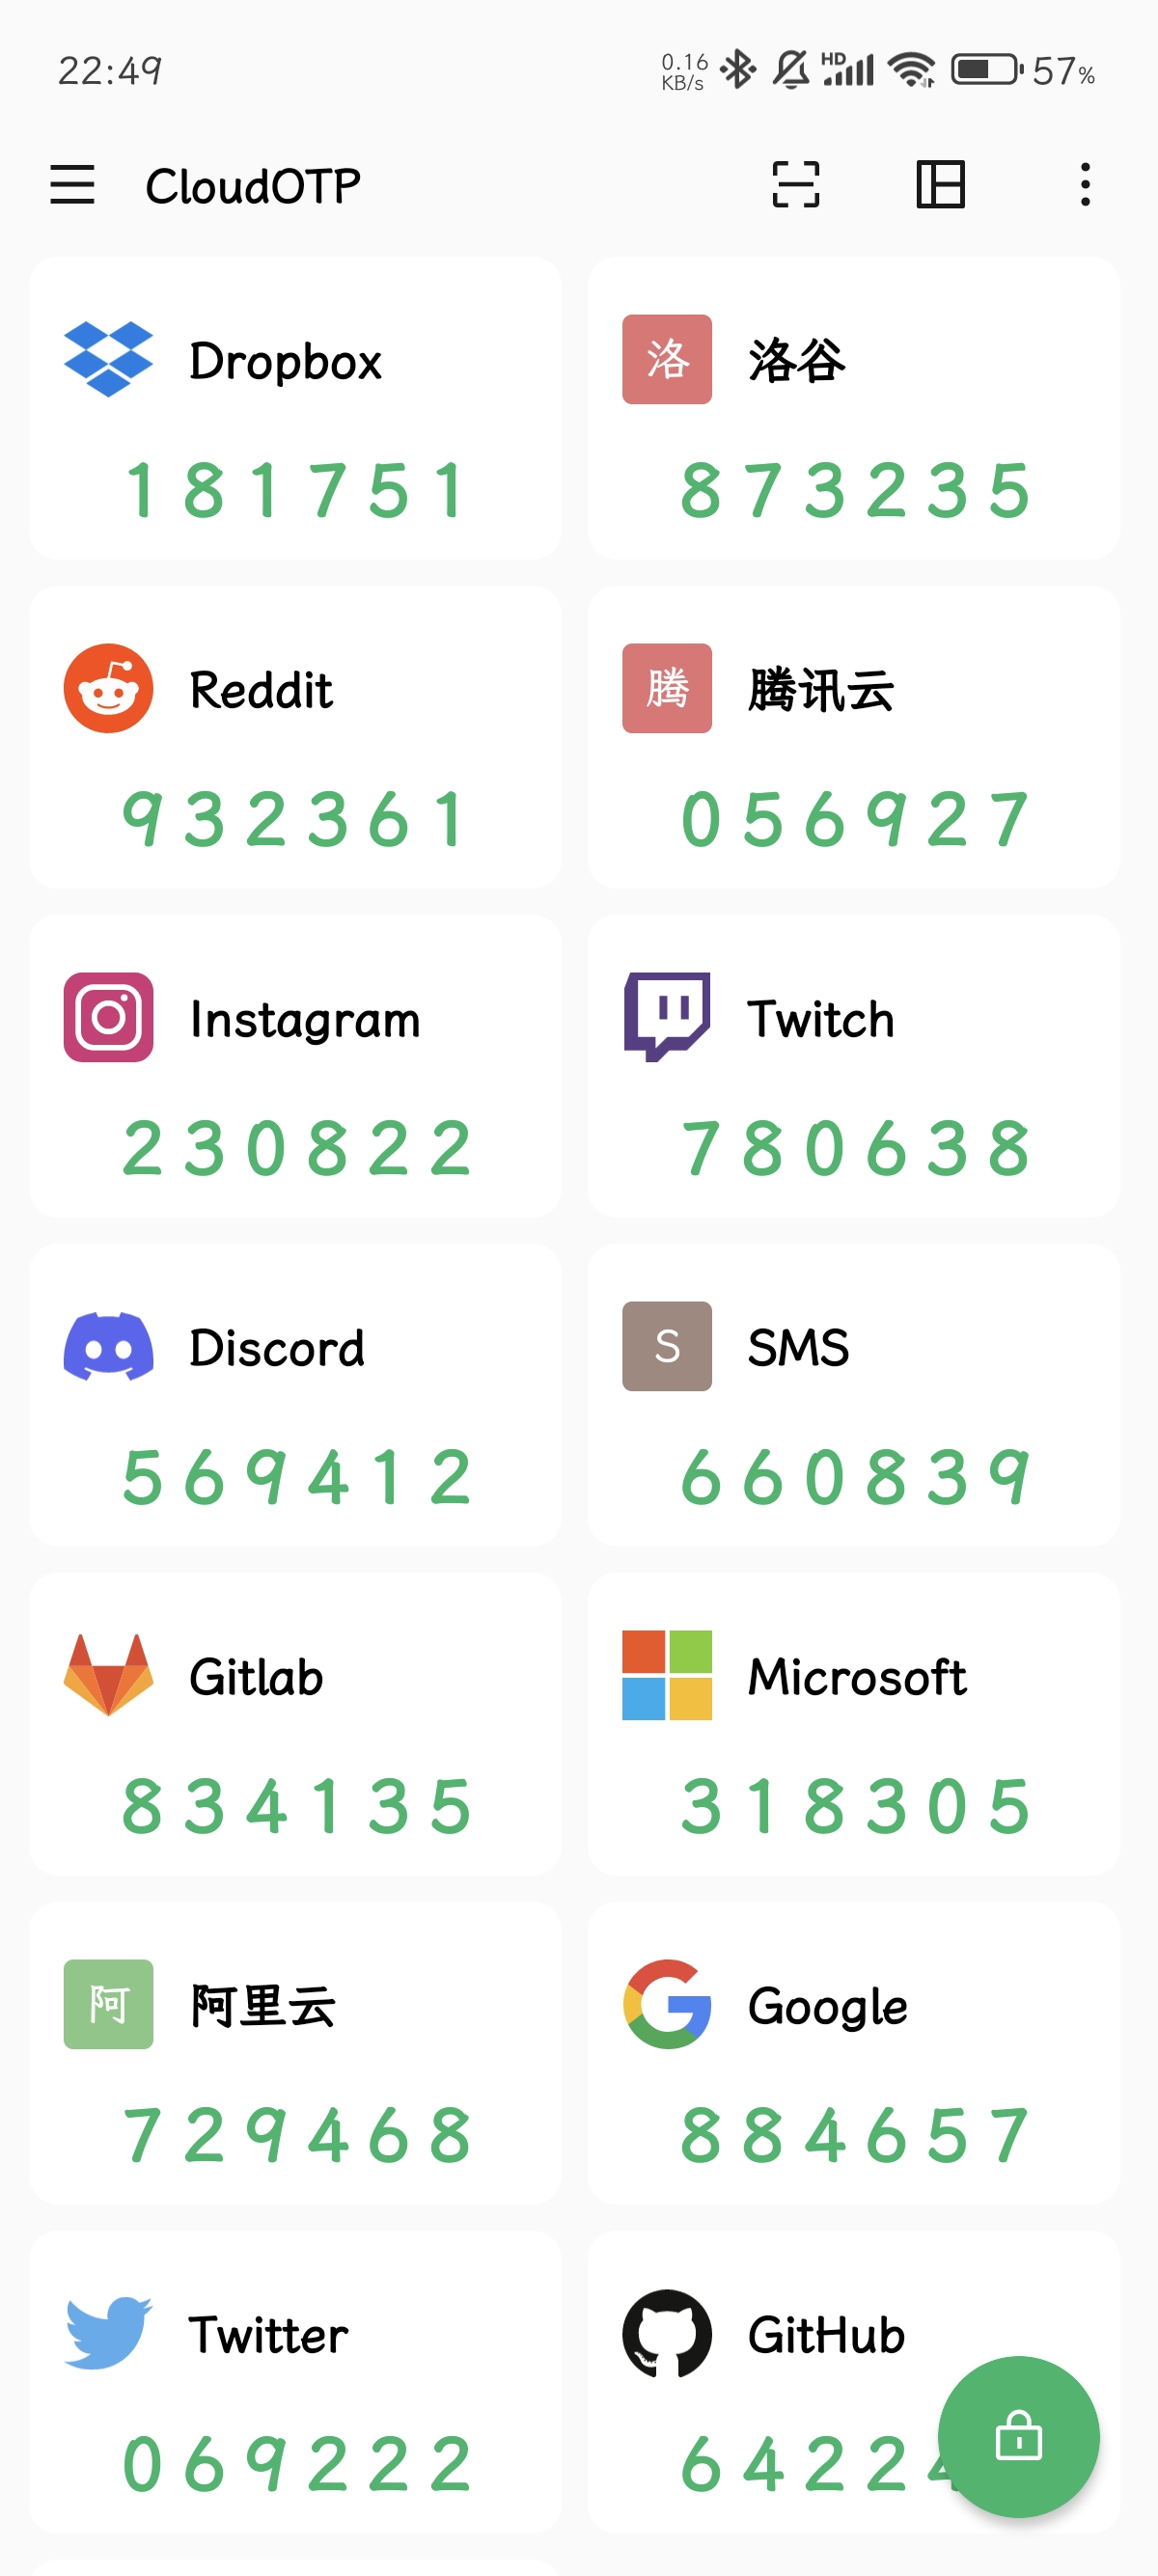 22:49
0.16
KB/s
HD
57%
CloudOTP
Dropbox
洛 洛谷
181751
873235
Reddit
腾 腾讯云
932361
056927
Instagram
Twitch
230822
780638
Discord
S SMS
569412
660839
Gitlab
Microsoft
834135
318305
阿 阿里云
Google
729468
884657
Twitter
GitHub
069222
6422